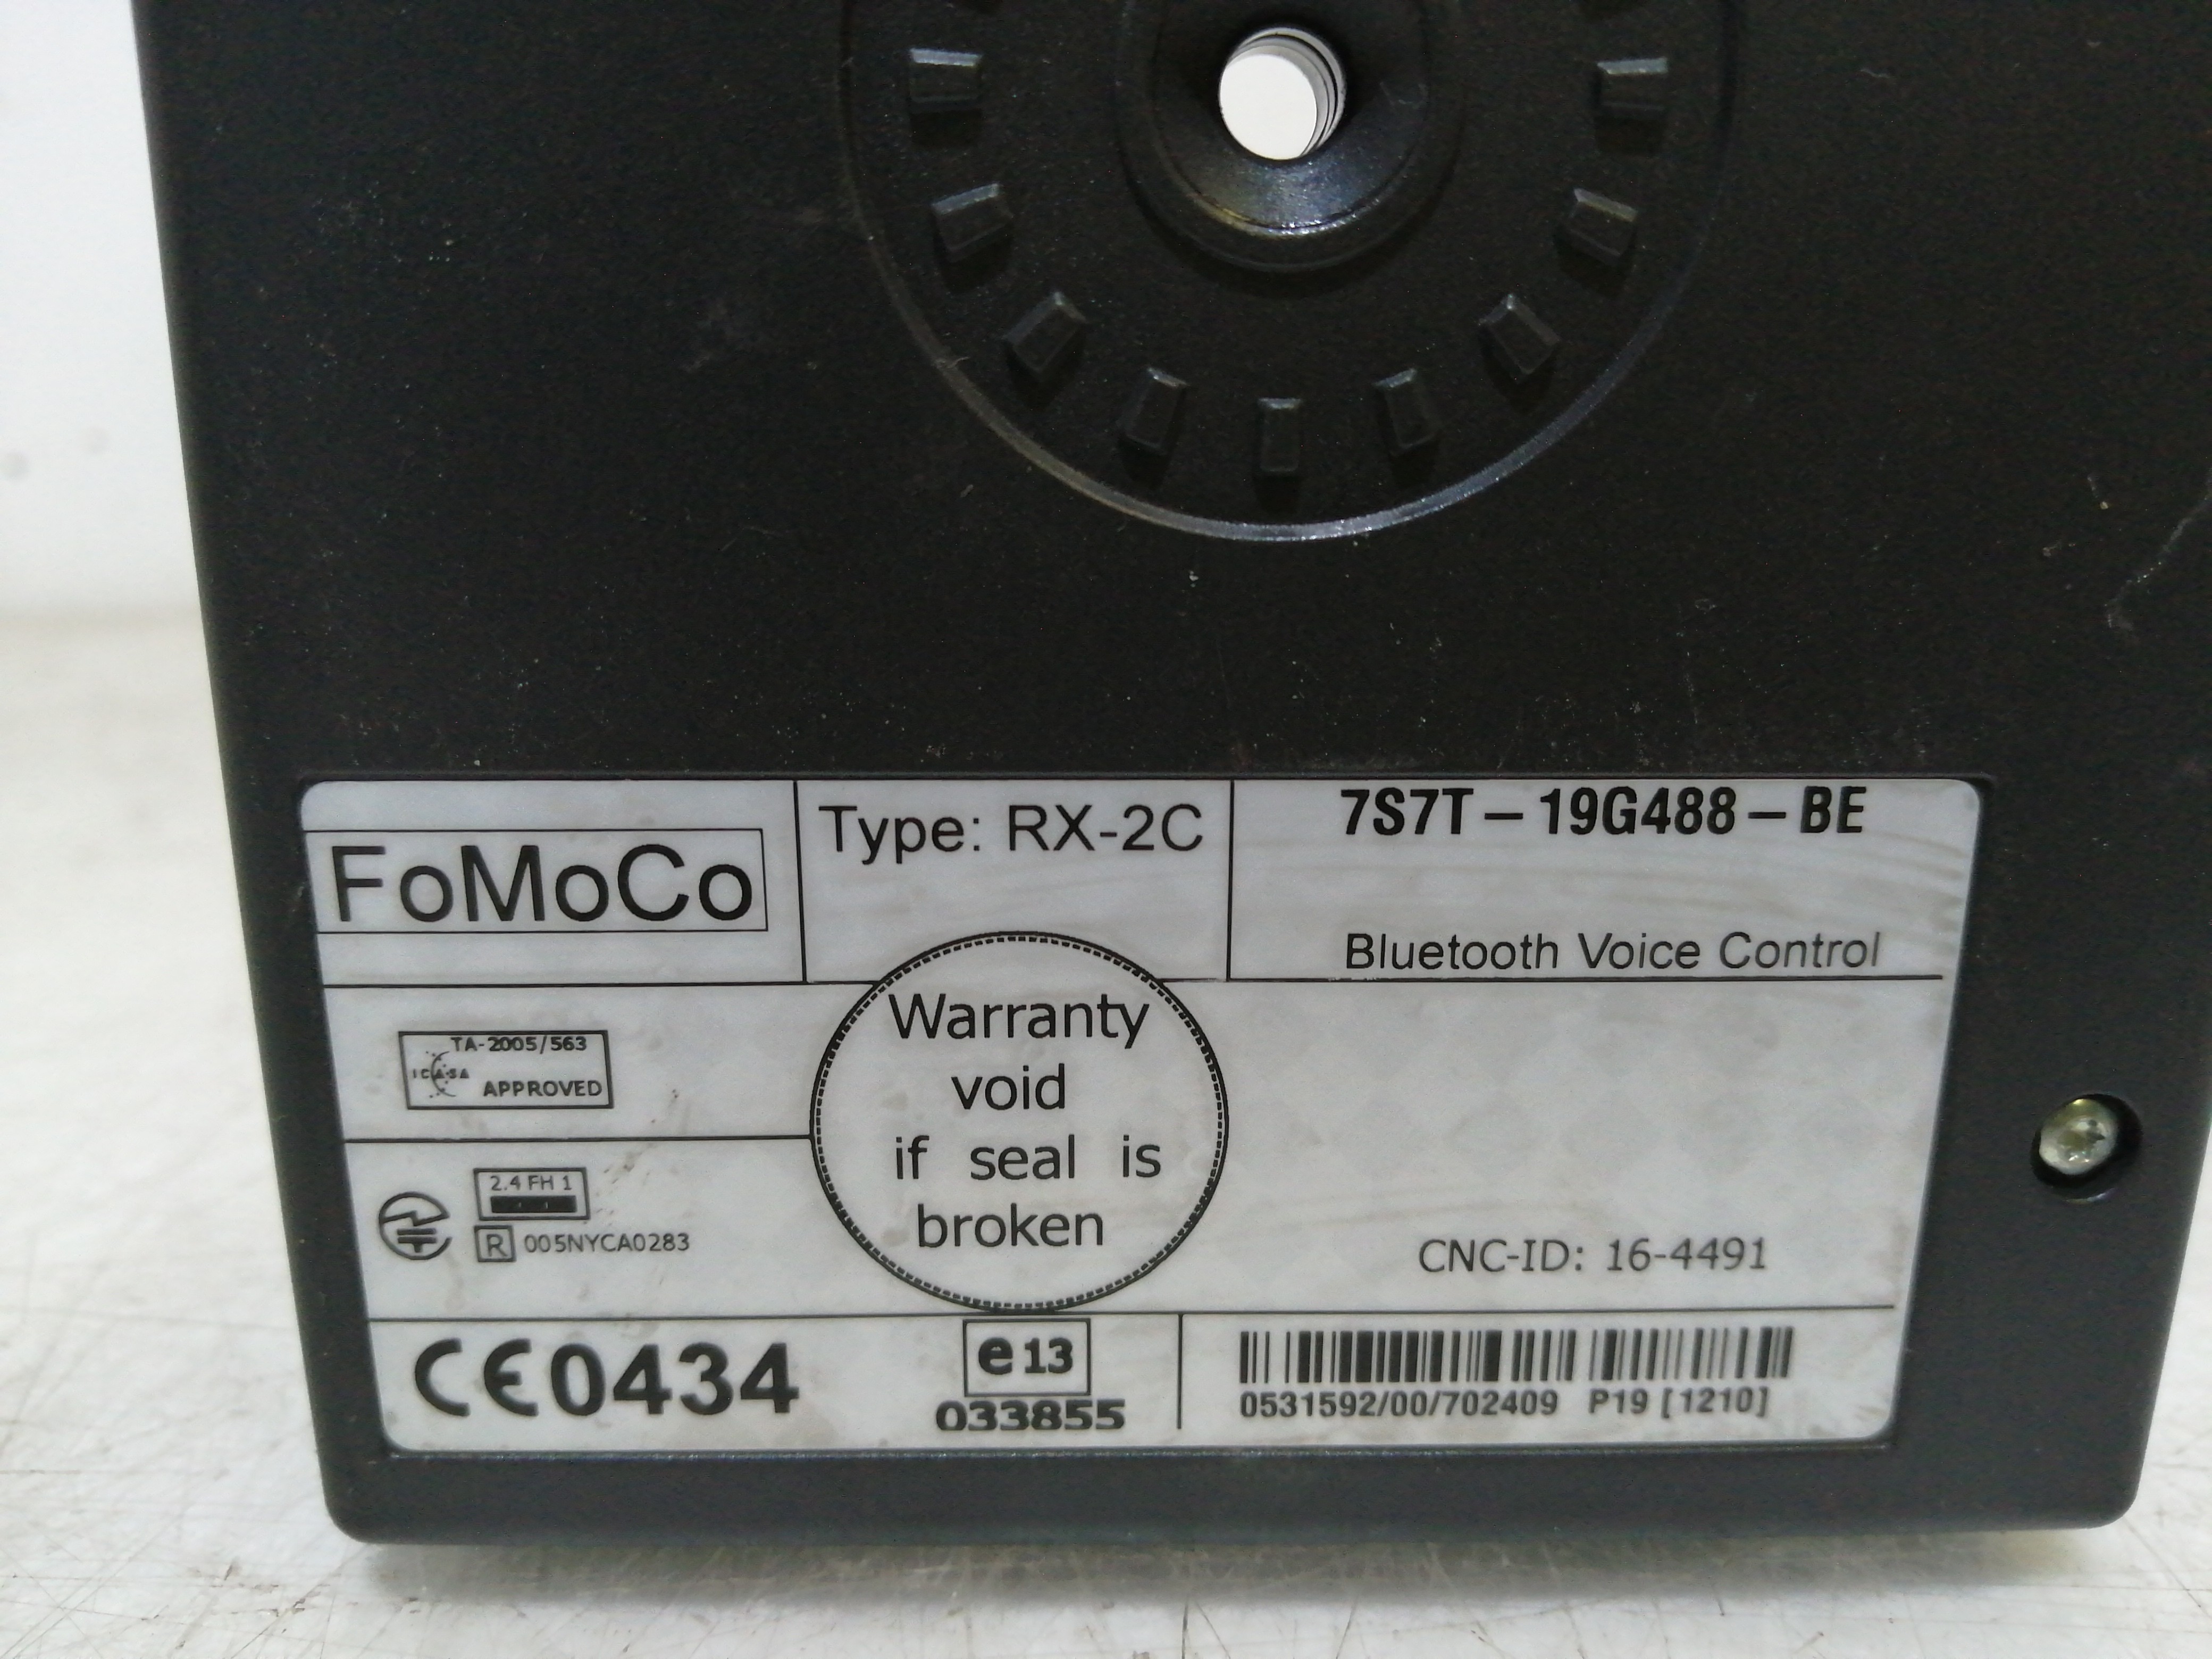 FoMoCo
Type: RX-2C
7S7T-19G488-BE
Bluetooth Voice Control
TA-2005/563
ICASA
APPROVED
Warranty
void
if seal is
broken
2.4 FH 1
R 005NYCA0283
CNC-ID: 16-4491
CE0434
e13
033855
0531592/00/702409 P19 [1210]